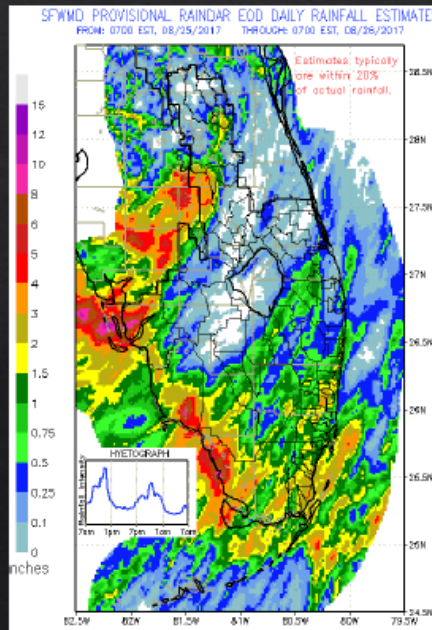 SFWMD PROVISIONAL RAINDAR EOD DAILY RAINFALL ESTIMATE
FROM: 0700 EST, 08/25/2017 THROUGH: 0700 EST, 08/26/2017
Estimates typically
are within 20%
of actual rainfall.
15
12
10
8
6
5
4
3
2
1.5
1
0.75
0.5
0.25
0.1
0
nches
28.5N
28N
27.5N
27N
26.5N
26N
25.5N
25N
24.5N
HYETOGRAPH
Rainfall Intensity
7am 1pm 7pm 1am 7am
82.5W 82W 81.5W 81W 80.5W 80W 79.5W